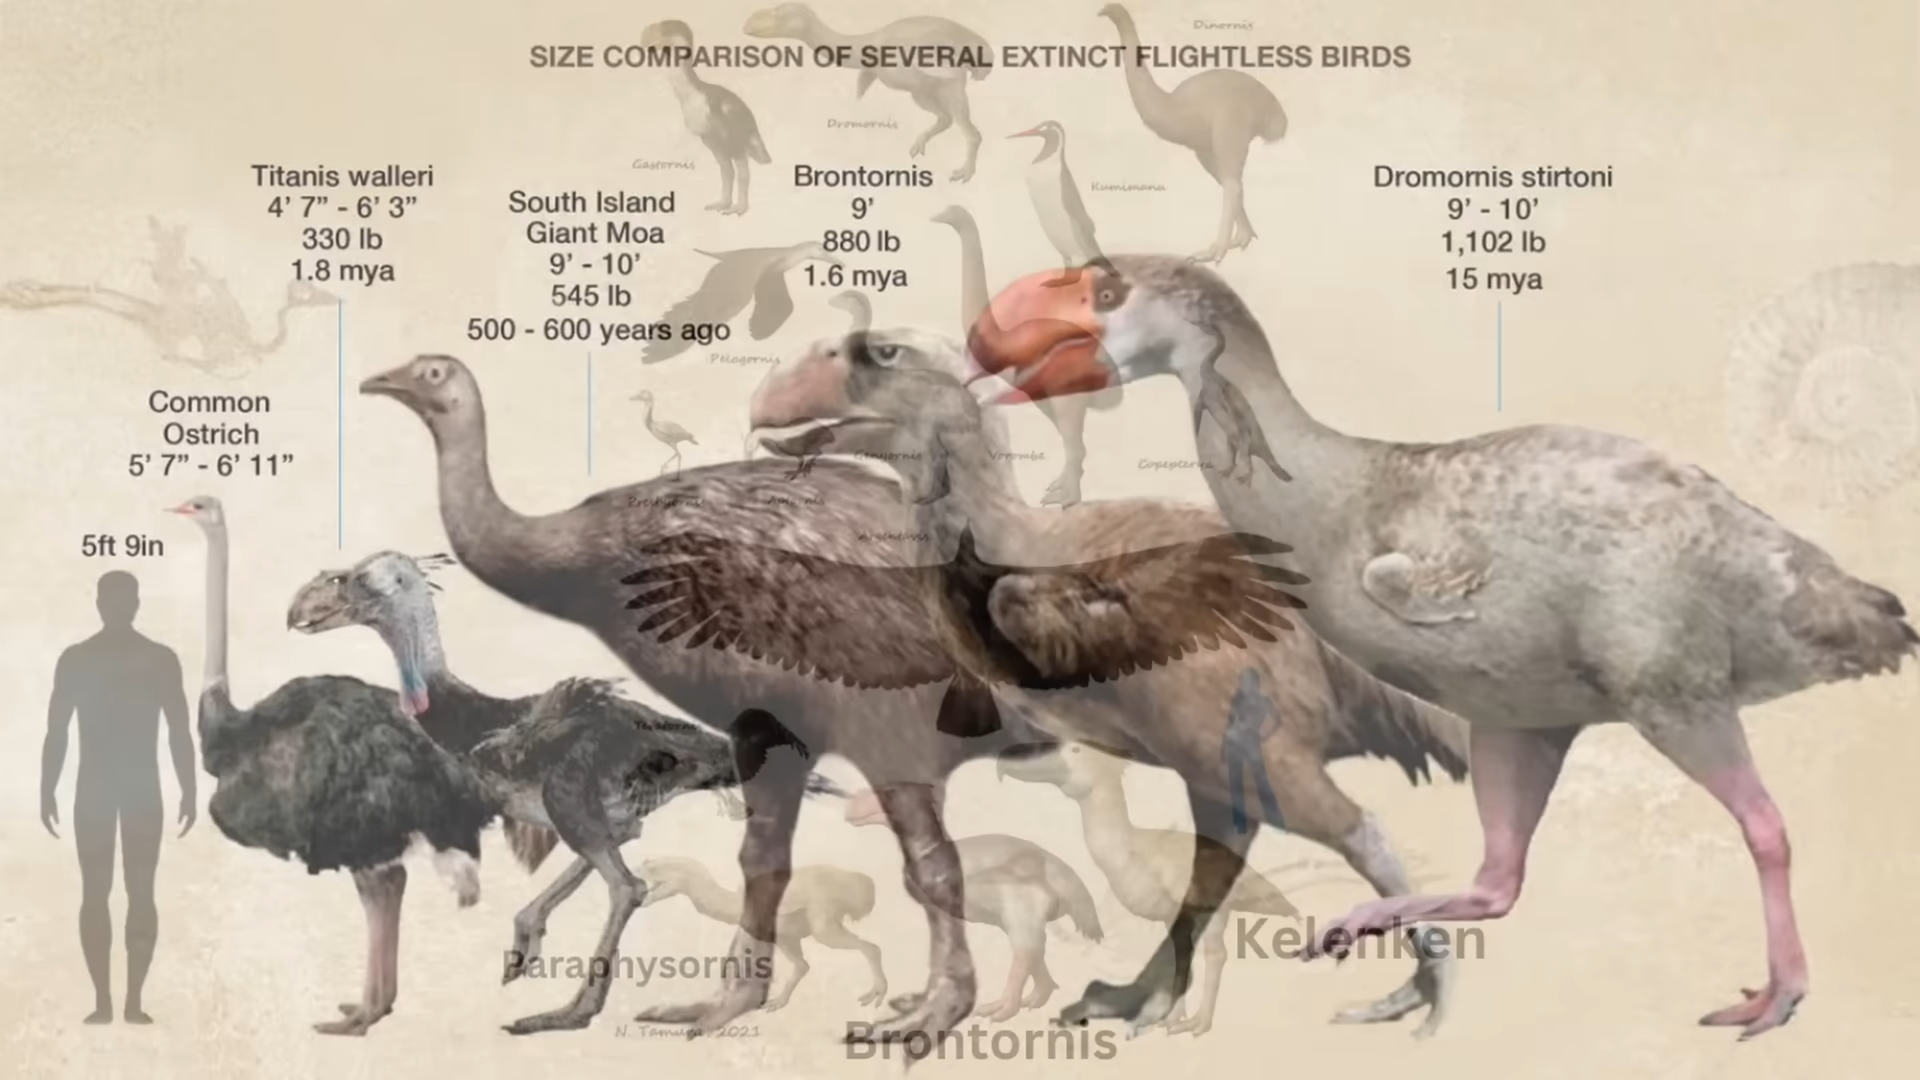 Dinornis
SIZE COMPARISON OF SEVERAL EXTINCT FLIGHTLESS BIRDS
Dromornis
Gastornis
Titanis walleri
4’ 7” - 6’ 3”
330 lb
1.8 mya
South Island
Giant Moa
9’ - 10’
545 lb
500 - 600 years ago
Brontornis
9’
880 lb
1.6 mya
Kumimanu
Dromornis stirtoni
9’ - 10’
1,102 lb
15 mya
Pelagornis
Common
Ostrich
5’ 7” - 6’ 11”
Genyornis
Vorombe
Copepteryx
Presbyornis
Argentavis
5ft 9in
Kelenken
Paraphysornis
N. Tamura, 2021
Brontornis